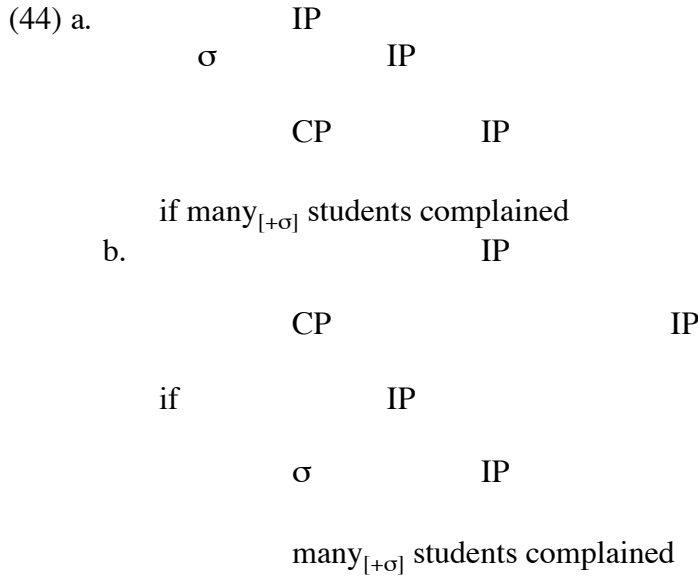 (44) a. IP
σ IP
CP IP
if many[+σ] students complained
b. IP
CP IP
if IP
σ IP
many[+σ] students complained